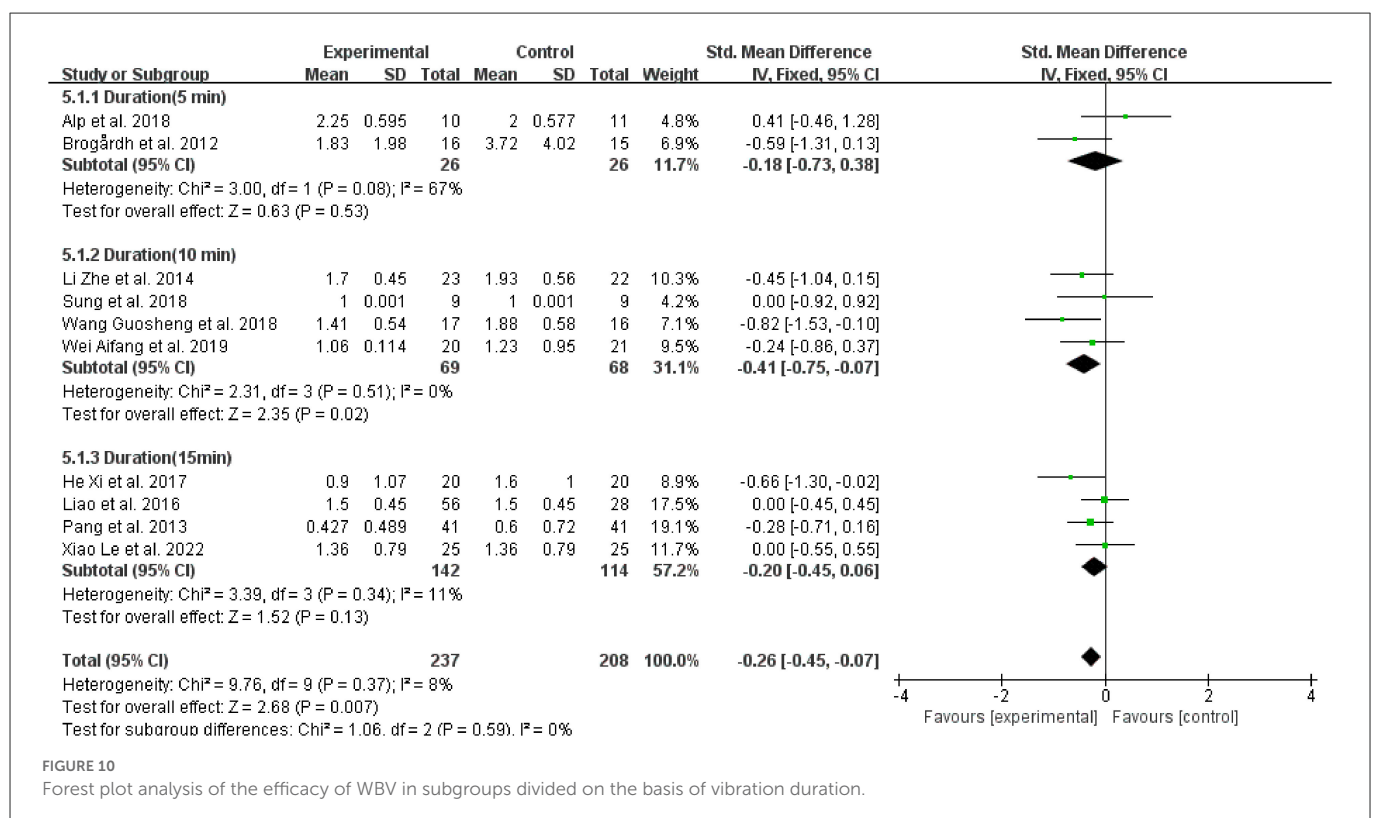 Experimental Control Std. Mean Difference Std. Mean Difference
Study or Subgroup Mean SD Total Mean SD Total Weight IV, Fixed, 95% CI IV, Fixed, 95% CI
5.1.1 Duration(5 min)
Alp et al. 2018 2.25 0.595 10 2 0.577 11 4.8% 0.41 [-0.46, 1.28]
Brogårdh et al. 2012 1.83 1.98 16 3.72 4.02 15 6.9% -0.59 [-1.31, 0.13]
Subtotal (95% CI) 26 26 11.7% -0.18 [-0.73, 0.38]
Heterogeneity: Chi² = 3.00, df = 1 (P = 0.08); I² = 67%
Test for overall effect: Z = 0.63 (P = 0.53)
5.1.2 Duration(10 min)
Li Zhe et al. 2014 1.7 0.45 23 1.93 0.56 22 10.3% -0.45 [-1.04, 0.15]
Sung et al. 2018 1 0.001 9 1 0.001 9 4.2% 0.00 [-0.92, 0.92]
Wang Guosheng et al. 2018 1.41 0.54 17 1.88 0.58 16 7.1% -0.82 [-1.53, -0.10]
Wei Aifang et al. 2019 1.06 0.114 20 1.23 0.95 21 9.5% -0.24 [-0.86, 0.37]
Subtotal (95% CI) 69 68 31.1% -0.41 [-0.75, -0.07]
Heterogeneity: Chi² = 2.31, df = 3 (P = 0.51); I² = 0%
Test for overall effect: Z = 2.35 (P = 0.02)
5.1.3 Duration(15min)
He Xi et al. 2017 0.9 1.07 20 1.6 1 20 8.9% -0.66 [-1.30, -0.02]
Liao et al. 2016 1.5 0.45 56 1.5 0.45 28 17.5% 0.00 [-0.45, 0.45]
Pang et al. 2013 0.427 0.489 41 0.6 0.72 41 19.1% -0.28 [-0.71, 0.16]
Xiao Le et al. 2022 1.36 0.79 25 1.36 0.79 25 11.7% 0.00 [-0.55, 0.55]
Subtotal (95% CI) 142 114 57.2% -0.20 [-0.45, 0.06]
Heterogeneity: Chi² = 3.39, df = 3 (P = 0.34); I² = 11%
Test for overall effect: Z = 1.52 (P = 0.13)
Total (95% CI) 237 208 100.0% -0.26 [-0.45, -0.07]
Heterogeneity: Chi² = 9.76, df = 9 (P = 0.37); I² = 8%
Test for overall effect: Z = 2.68 (P = 0.007)
Test for subgroup differences: Chi² = 1.06, df = 2 (P = 0.59), I² = 0%
-4 -2 0 2 4
Favours [experimental] Favours [control]
FIGURE 10
Forest plot analysis of the efficacy of WBV in subgroups divided on the basis of vibration duration.